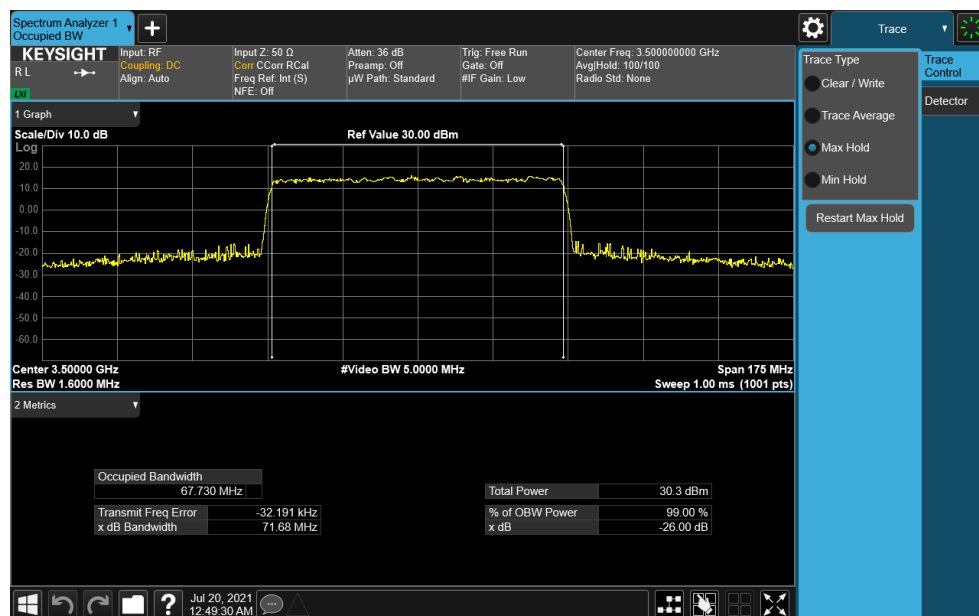 Spectrum Analyzer 1
Occupied BW
Trace
KEYSIGHT
R L
LXI
Input: RF
Coupling: DC
Align: Auto
Input Z: 50 Ω
Corr CCorr RCal
Freq Ref: Int (S)
NFE: Off
Atten: 36 dB
Preamp: Off
µW Path: Standard
Trig: Free Run
Gate: Off
#IF Gain: Low
Center Freq: 3.500000000 GHz
Avg|Hold: 100/100
Radio Std: None
Trace Type
Clear / Write
Trace Average
Max Hold
Min Hold
Restart Max Hold
Trace
Control
Detector
1 Graph
Scale/Div 10.0 dB
Ref Value 30.00 dBm
Log
20.0
10.0
0.00
-10.0
-20.0
-30.0
-40.0
-50.0
-60.0
Center 3.50000 GHz
#Video BW 5.0000 MHz
Span 175 MHz
Res BW 1.6000 MHz
Sweep 1.00 ms (1001 pts)
2 Metrics
Occupied Bandwidth
67.730 MHz
Total Power 30.3 dBm
Transmit Freq Error -32.191 kHz
% of OBW Power 99.00 %
x dB Bandwidth 71.68 MHz
x dB -26.00 dB
?
Jul 20, 2021
12:49:30 AM